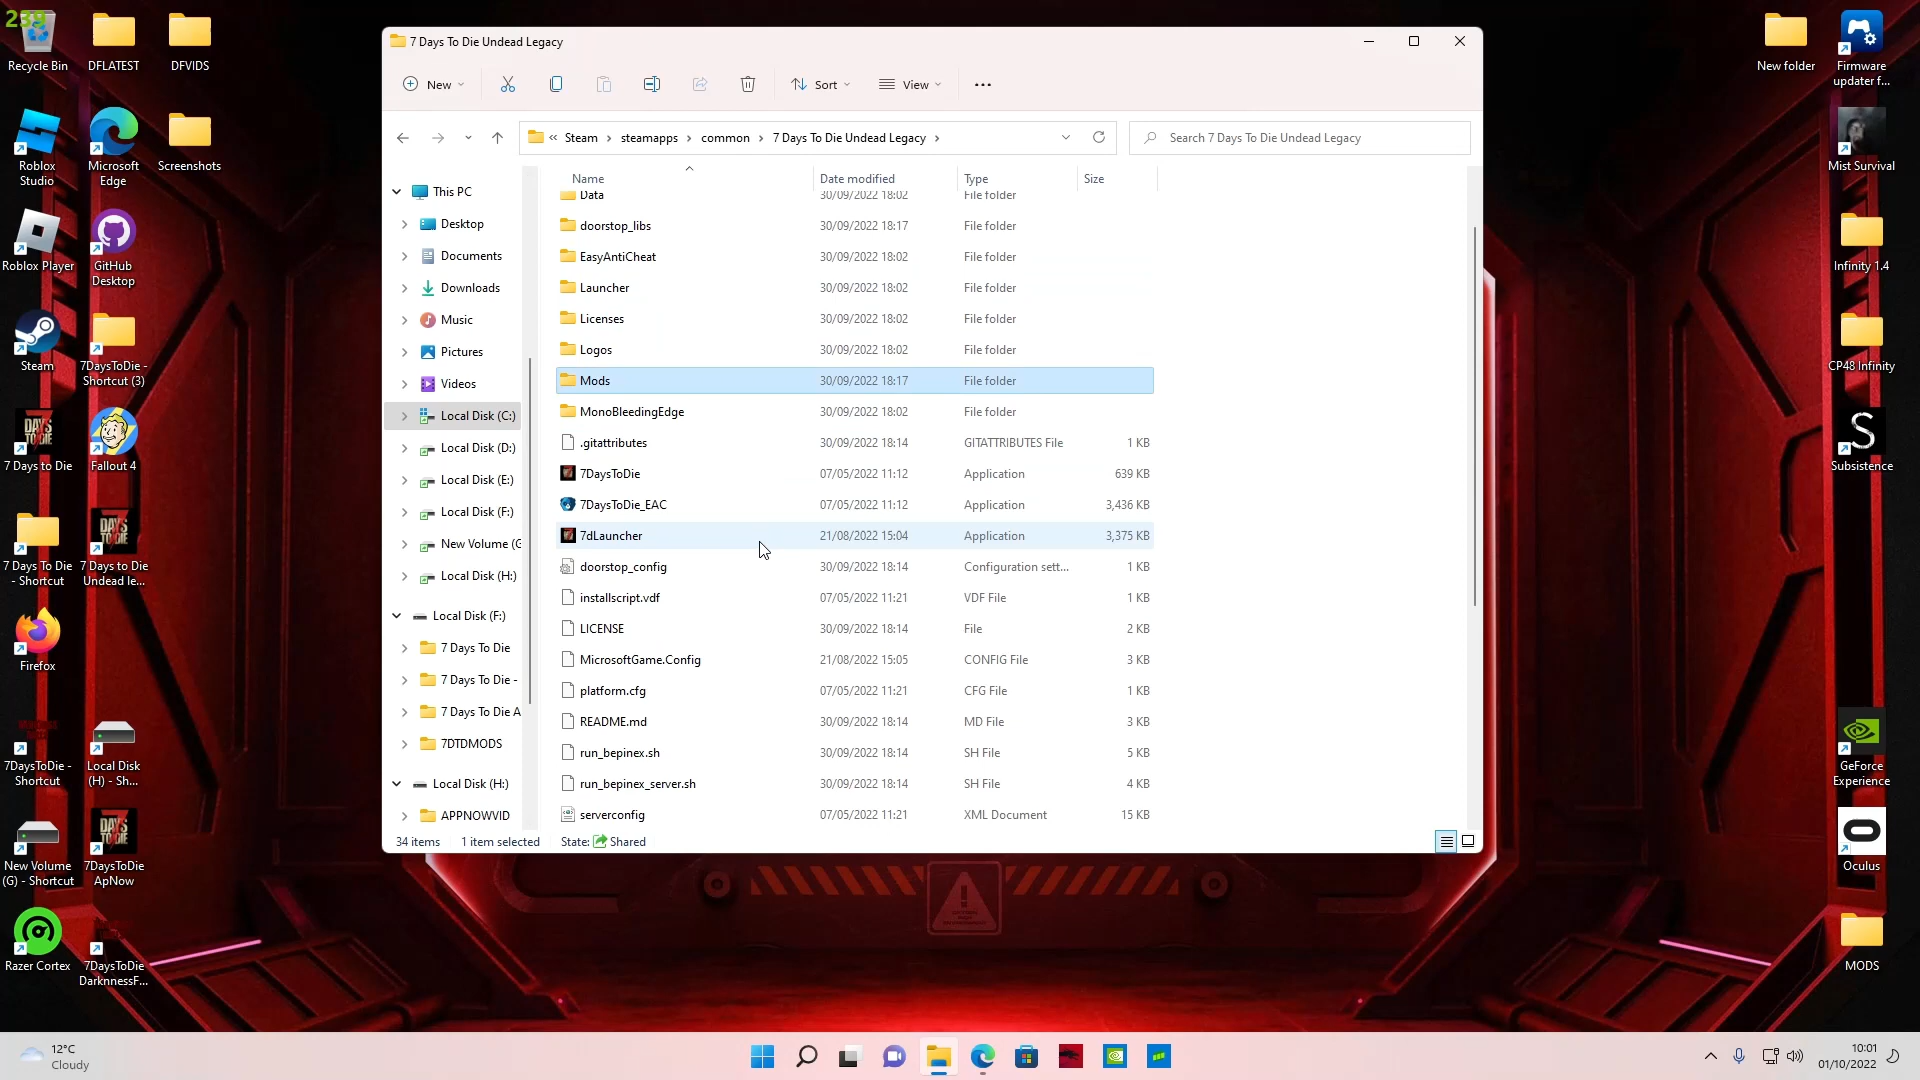 239
Recycle Bin
DFLATEST
DFVIDS
Roblox
Studio
Microsoft
Edge
Screenshots
Roblox Player
GitHub
Desktop
Steam
7DaysToDie -
Shortcut (3)
7 Days to Die
Fallout 4
7 Days To Die
- Shortcut
7 Days to Die
Undead le...
Firefox
7DaysToDie -
Shortcut
Local Disk
(H) - Sh...
New Volume
(G) - Shortcut
7DaysToDie
ApNow
Razer Cortex
7DaysToDie
DarknnessF...
7 Days To Die Undead Legacy
New
Sort
View
Steam
steamapps
common
7 Days To Die Undead Legacy
Search 7 Days To Die Undead Legacy
This PC
Desktop
Documents
Downloads
Music
Pictures
Videos
Local Disk (C:)
Local Disk (D:)
Local Disk (E:)
Local Disk (F:)
New Volume (G
Local Disk (H:)
Local Disk (F:)
7 Days To Die
7 Days To Die -
7 Days To Die A
7DTDMODS
Local Disk (H:)
APPNOWVID
Name Date modified Type Size
Data 30/09/2022 18:02 File folder
doorstop_libs 30/09/2022 18:17 File folder
EasyAntiCheat 30/09/2022 18:02 File folder
Launcher 30/09/2022 18:02 File folder
Licenses 30/09/2022 18:02 File folder
Logos 30/09/2022 18:02 File folder
Mods 30/09/2022 18:17 File folder
MonoBleedingEdge 30/09/2022 18:02 File folder
.gitattributes 30/09/2022 18:14 GITATTRIBUTES File 1 KB
7DaysToDie 07/05/2022 11:12 Application 639 KB
7DaysToDie_EAC 07/05/2022 11:12 Application 3,436 KB
7dLauncher 21/08/2022 15:04 Application 3,375 KB
doorstop_config 30/09/2022 18:14 Configuration sett... 1 KB
installscript.vdf 07/05/2022 11:21 VDF File 1 KB
LICENSE 30/09/2022 18:14 File 2 KB
MicrosoftGame.Config 21/08/2022 15:05 CONFIG File 3 KB
platform.cfg 07/05/2022 11:21 CFG File 1 KB
README.md 30/09/2022 18:14 MD File 3 KB
run_bepinex.sh 30/09/2022 18:14 SH File 5 KB
run_bepinex_server.sh 30/09/2022 18:14 SH File 4 KB
serverconfig 07/05/2022 11:21 XML Document 15 KB
34 items 1 item selected State: Shared
New folder
Firmware
updater f...
Mist Survival
Infinity 1.4
CP48 Infinity
Subsistence
GeForce
Experience
Oculus
MODS
12°C
Cloudy
10:01
01/10/2022